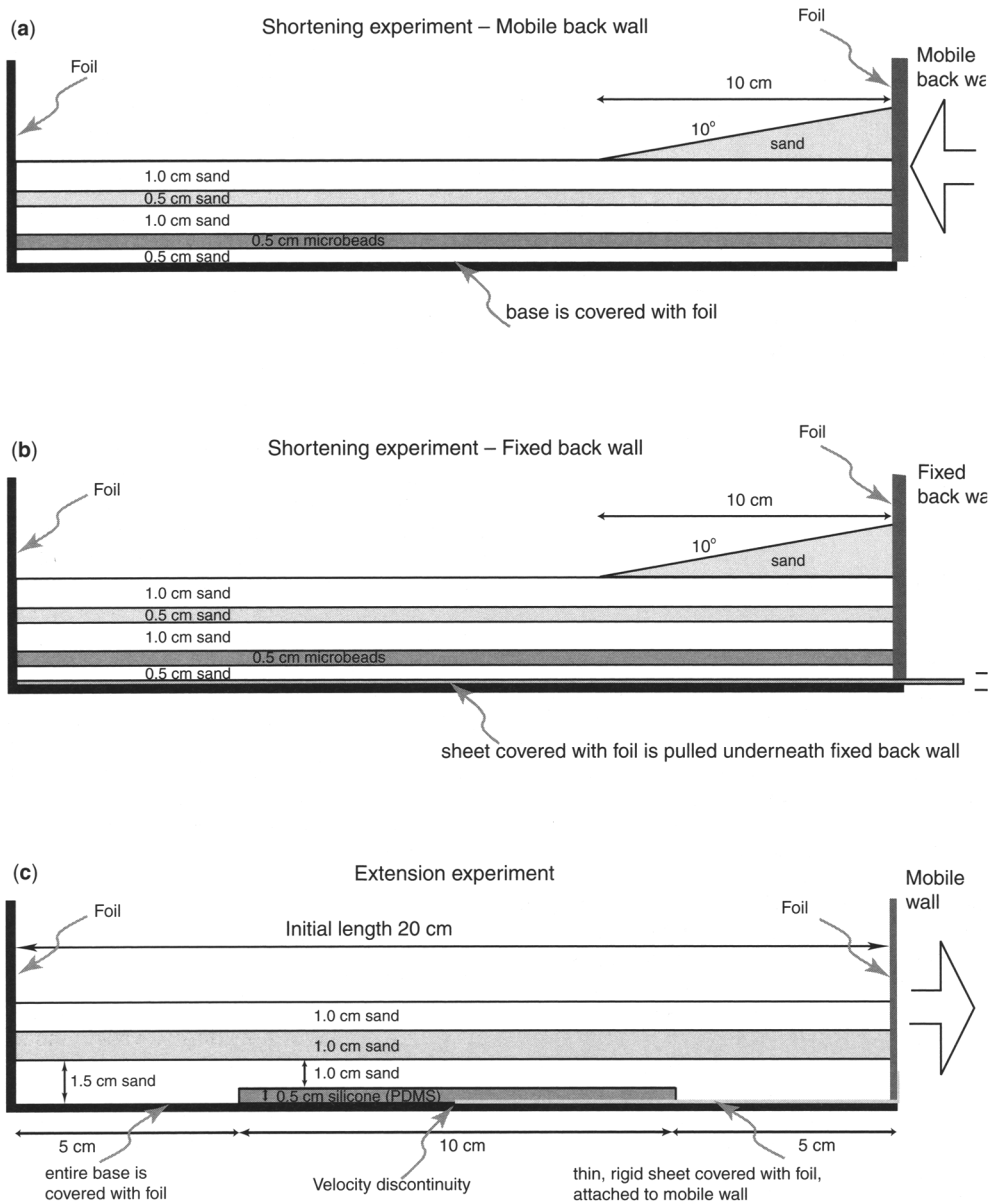 (a)
Shortening experiment – Mobile back wall
Foil
Foil
Mobile
back wa
10 cm
10°
sand
1.0 cm sand
0.5 cm sand
1.0 cm sand
0.5 cm microbeads
0.5 cm sand
base is covered with foil
(b)
Shortening experiment – Fixed back wall
Foil
Foil
Fixed
back wa
10 cm
10°
sand
1.0 cm sand
0.5 cm sand
1.0 cm sand
0.5 cm microbeads
0.5 cm sand
sheet covered with foil is pulled underneath fixed back wall
(c)
Extension experiment
Mobile
wall
Foil
Foil
Initial length 20 cm
1.0 cm sand
1.0 cm sand
1.5 cm sand
1.0 cm sand
0.5 cm silicone (PDMS)
5 cm
10 cm
5 cm
entire base is
covered with foil
Velocity discontinuity
thin, rigid sheet covered with foil,
attached to mobile wall